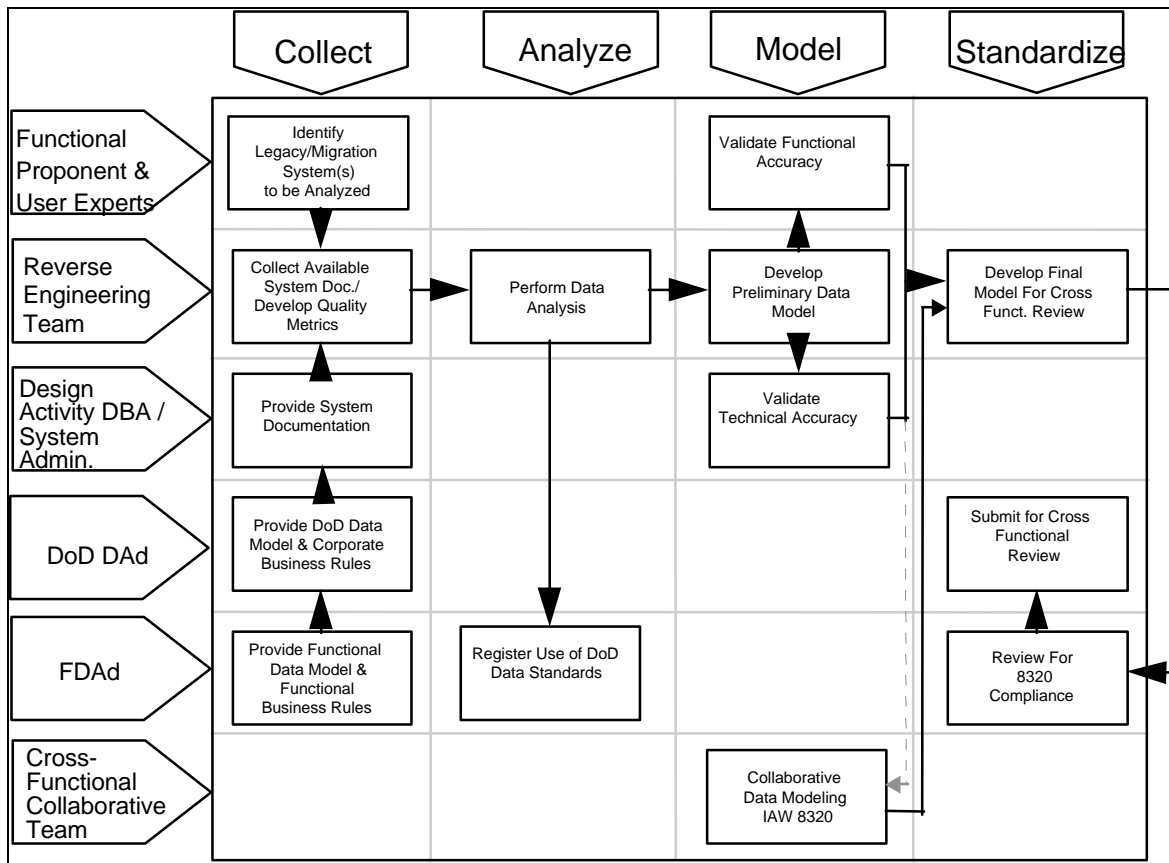 Collect
Analyze
Model
Standardize
Functional
Proponent &
User Experts
Identify
Legacy/Migration
System(s)
to be Analyzed
Validate Functional
Accuracy
Reverse
Engineering
Team
Collect Available
System Doc./
Develop Quality
Metrics
Perform Data
Analysis
Develop
Preliminary Data
Model
Develop Final
Model For Cross
Funct. Review
Design
Activity DBA /
System
Admin.
Provide System
Documentation
Validate
Technical Accuracy
DoD DAd
Provide DoD Data
Model & Corporate
Business Rules
Submit for Cross
Functional
Review
FDAd
Provide Functional
Data Model &
Functional
Business Rules
Register Use of DoD
Data Standards
Review For
8320
Compliance
Cross-
Functional
Collaborative
Team
Collaborative
Data Modeling
IAW 8320